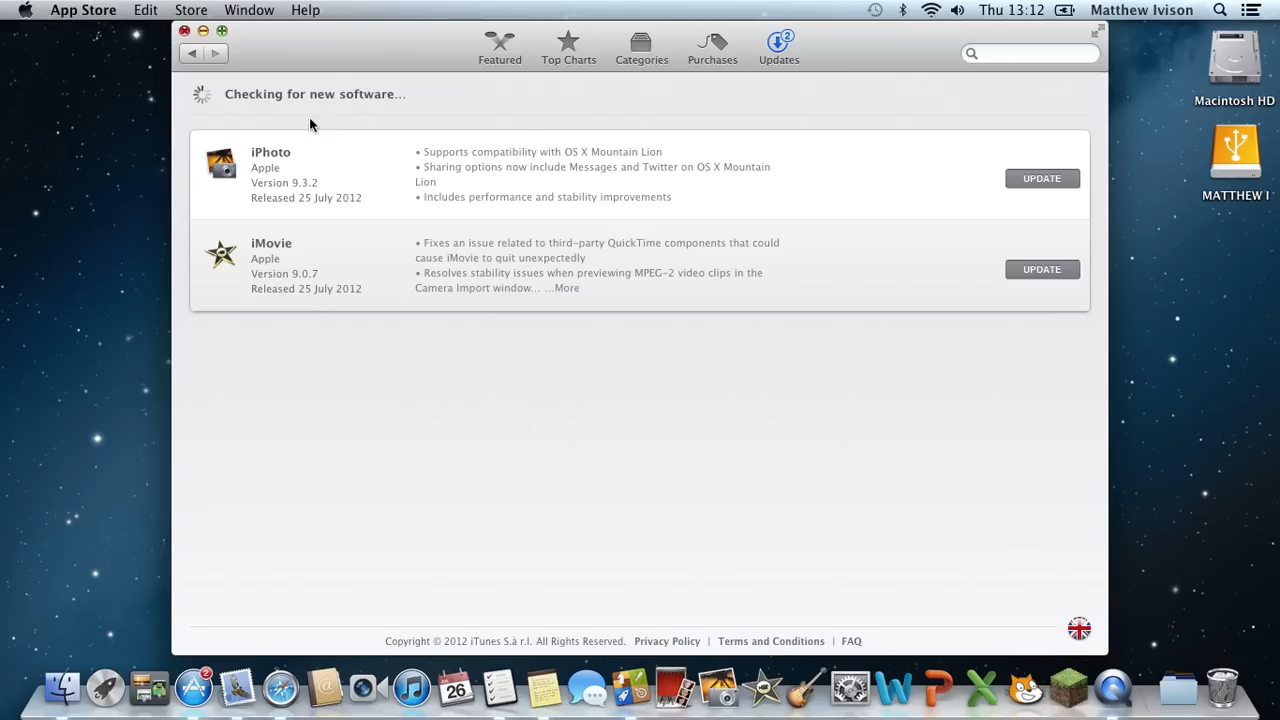 App Store Edit Store Window Help Thu 13:12 Matthew Ivison
Featured Top Charts Categories Purchases Updates 2
Checking for new software...
iPhoto
Apple
Version 9.3.2
Released 25 July 2012
• Supports compatibility with OS X Mountain Lion
• Sharing options now include Messages and Twitter on OS X Mountain
Lion
• Includes performance and stability improvements
UPDATE
iMovie
Apple
Version 9.0.7
Released 25 July 2012
• Fixes an issue related to third-party QuickTime components that could
cause iMovie to quit unexpectedly
• Resolves stability issues when previewing MPEG-2 video clips in the
Camera Import window... ...More
UPDATE
Macintosh HD
MATTHEW I
Copyright © 2012 iTunes S.à r.l. All Rights Reserved. Privacy Policy | Terms and Conditions | FAQ
2
26